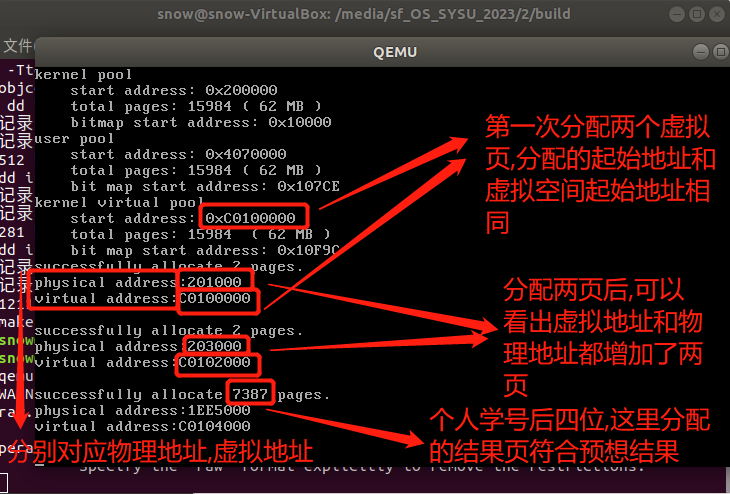 snow@snow-VirtualBox: /media/sf_OS_SYSU_2023/2/build
文件(
QEMU
-Tt
objco
dd
记录
记录
512
dd i
记录
记录
281
dd i
记录
记录
121
make
snow
snow
qemu
WARN
raw.
opera
kernel pool
start address: 0x200000
total pages: 15984 ( 62 MB )
bitmap start address: 0x10000
user pool
start address: 0x4070000
total pages: 15984 ( 62 MB )
bit map start address: 0x107CE
kernel virtual pool
start address: 0xC0100000
total pages: 15984  ( 62 MB )
bit map start address: 0x10F9C
successfully allocate 2 pages.
physical address:201000
virtual address:C0100000
successfully allocate 2 pages.
physical address:203000
virtual address:C0102000
successfully allocate 7387 pages.
physical address:1EE5000
virtual address:C0104000
第一次分配两个虚拟
页,分配的起始地址和
虚拟空间起始地址相
同
分配两页后,可以
看出虚拟地址和物
理地址都增加了两
页
个人学号后四位,这里分配
的结果页符合预想结果
分别对应物理地址,虚拟地址
Specify the 'raw' format explicitly to remove the restrictions.